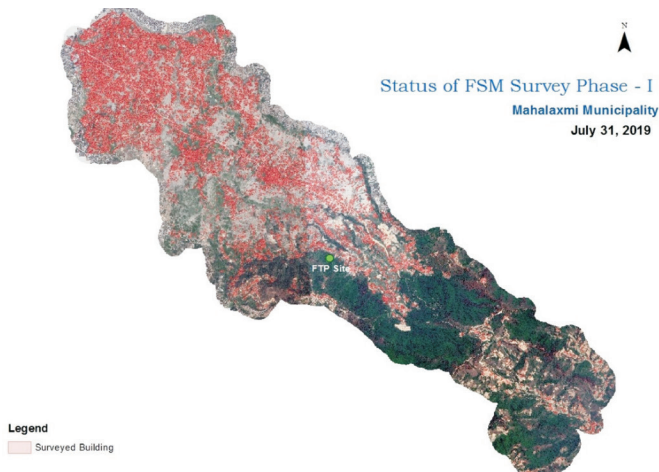 N
Status of FSM Survey Phase - I
Mahalaxmi Municipality
July 31, 2019
FTP Site
Legend
Surveyed Building